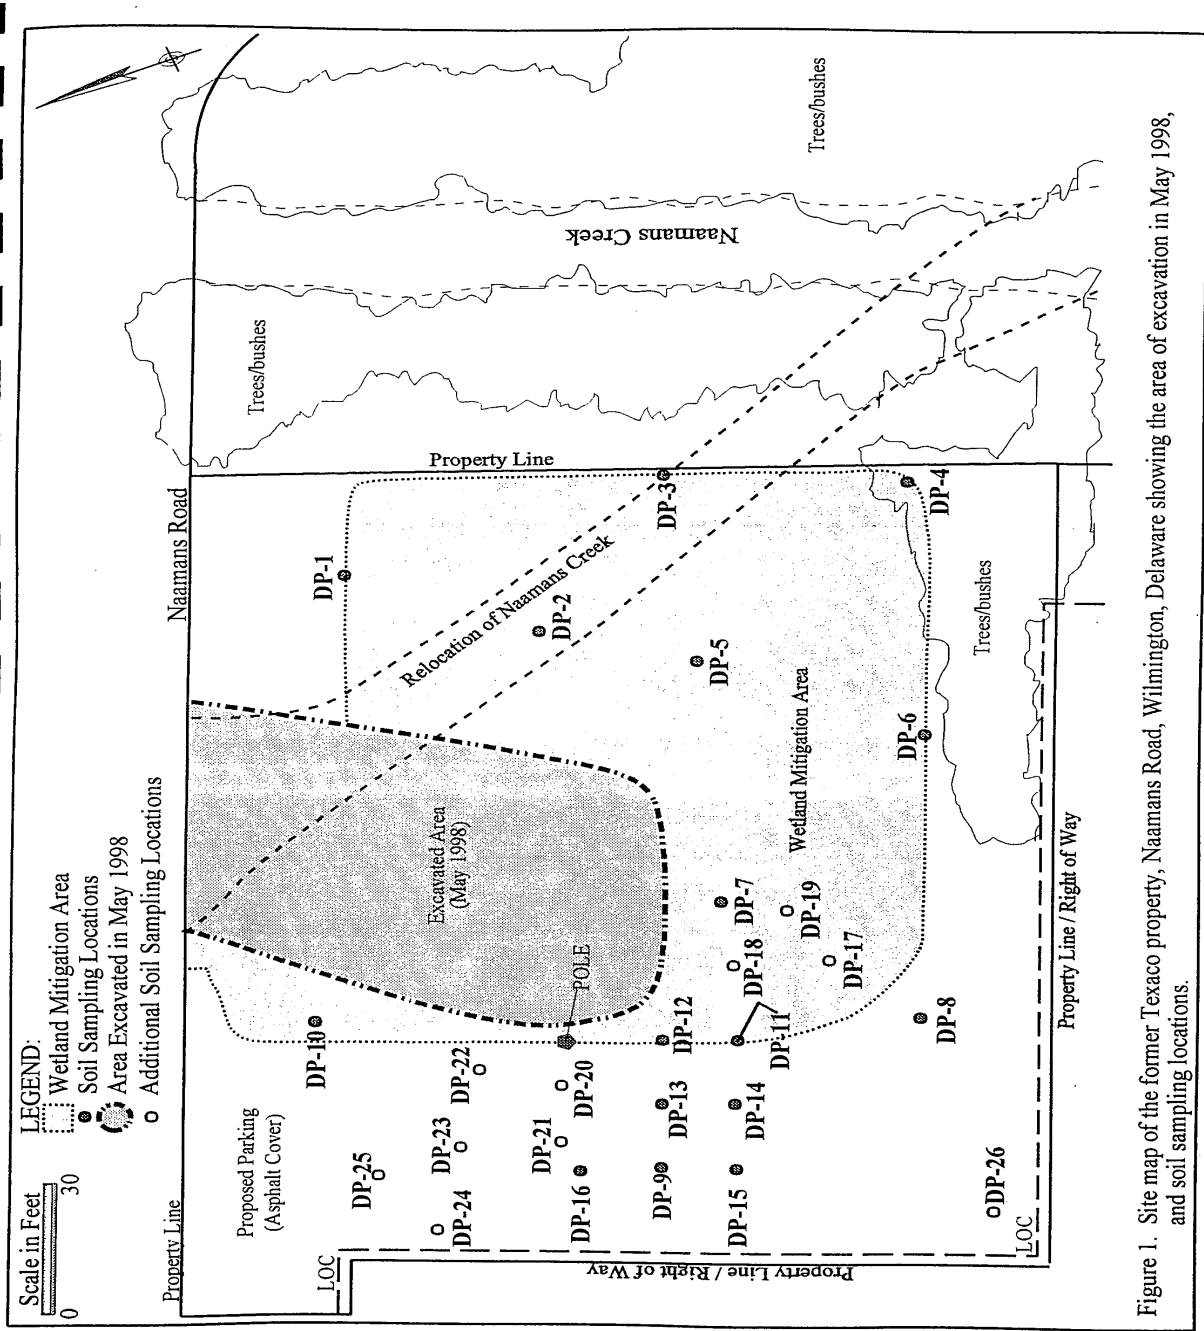 Scale in Feet
0 30
LEGEND:
Wetland Mitigation Area
Soil Sampling Locations
Area Excavated in May 1998
Additional Soil Sampling Locations
Property Line
Naamans Road
Trees/bushes
Trees/bushes
Naamans Creek
Property Line
Proposed Parking
(Asphalt Cover)
Excavated Area
(May 1998)
Relocation of Naamans Creek
Wetland Mitigation Area
POLE
Trees/bushes
DP-1
DP-2
DP-3
DP-4
DP-5
DP-6
DP-7
DP-8
DP-9
DP-10
DP-11
DP-12
DP-13
DP-14
DP-15
DP-16
DP-17
DP-18
DP-19
DP-20
DP-21
DP-22
DP-23
DP-24
DP-25
DP-26
LOC
LOC
Property Line / Right of Way
Property Line / Right of Way
Figure 1. Site map of the former Texaco property, Naamans Road, Wilmington, Delaware showing the area of excavation in May 1998,
and soil sampling locations.